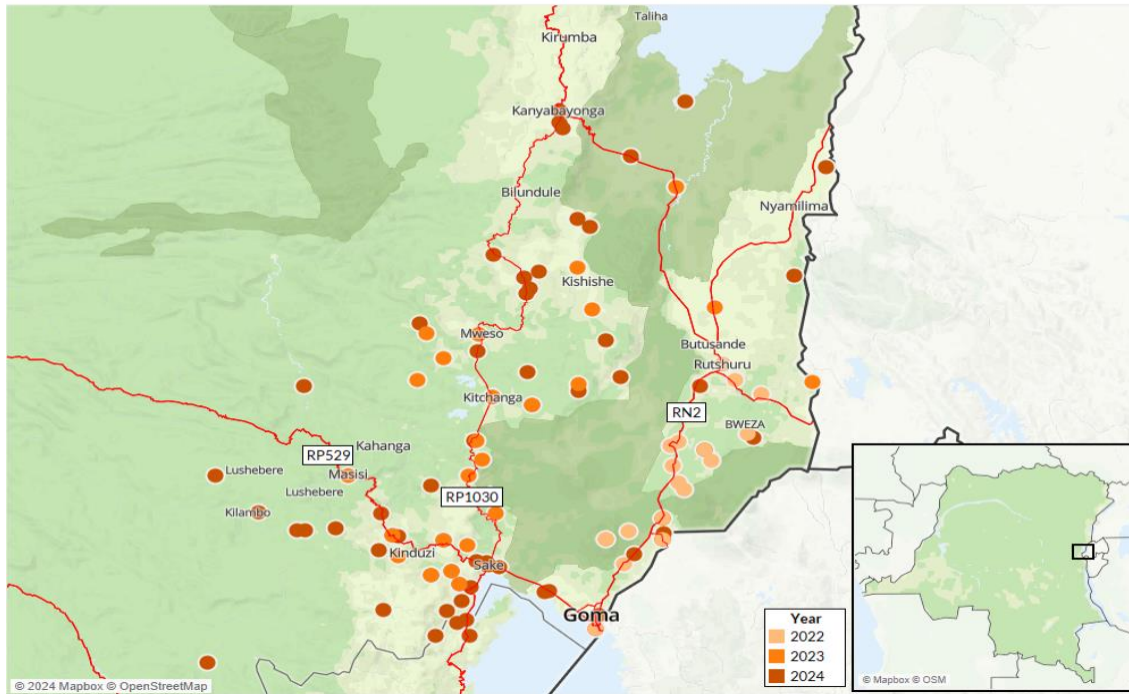 Taliha
Kirumba
Kanyabayonga
Bilundule
Nyamilima
Kishishe
Mweso
Butusande
Rutshuru
Kitchanga
RN2
BWEZA
Kahanga
RP529
Lushebere
Masisi
Lushebere
RP1030
Kilambo
Kinduzi
Sake
Goma
Year
2022
2023
2024
© 2024 Mapbox © OpenStreetMap
© Mapbox © OSM